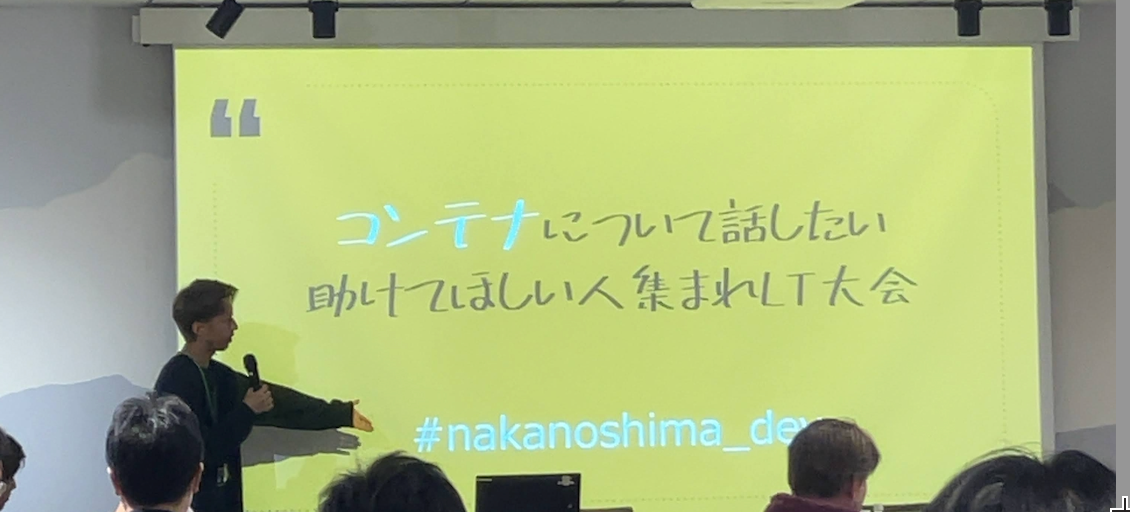 “
コンテナについて話したい
助けてほしい人集まれLT大会
#nakanoshima_dev